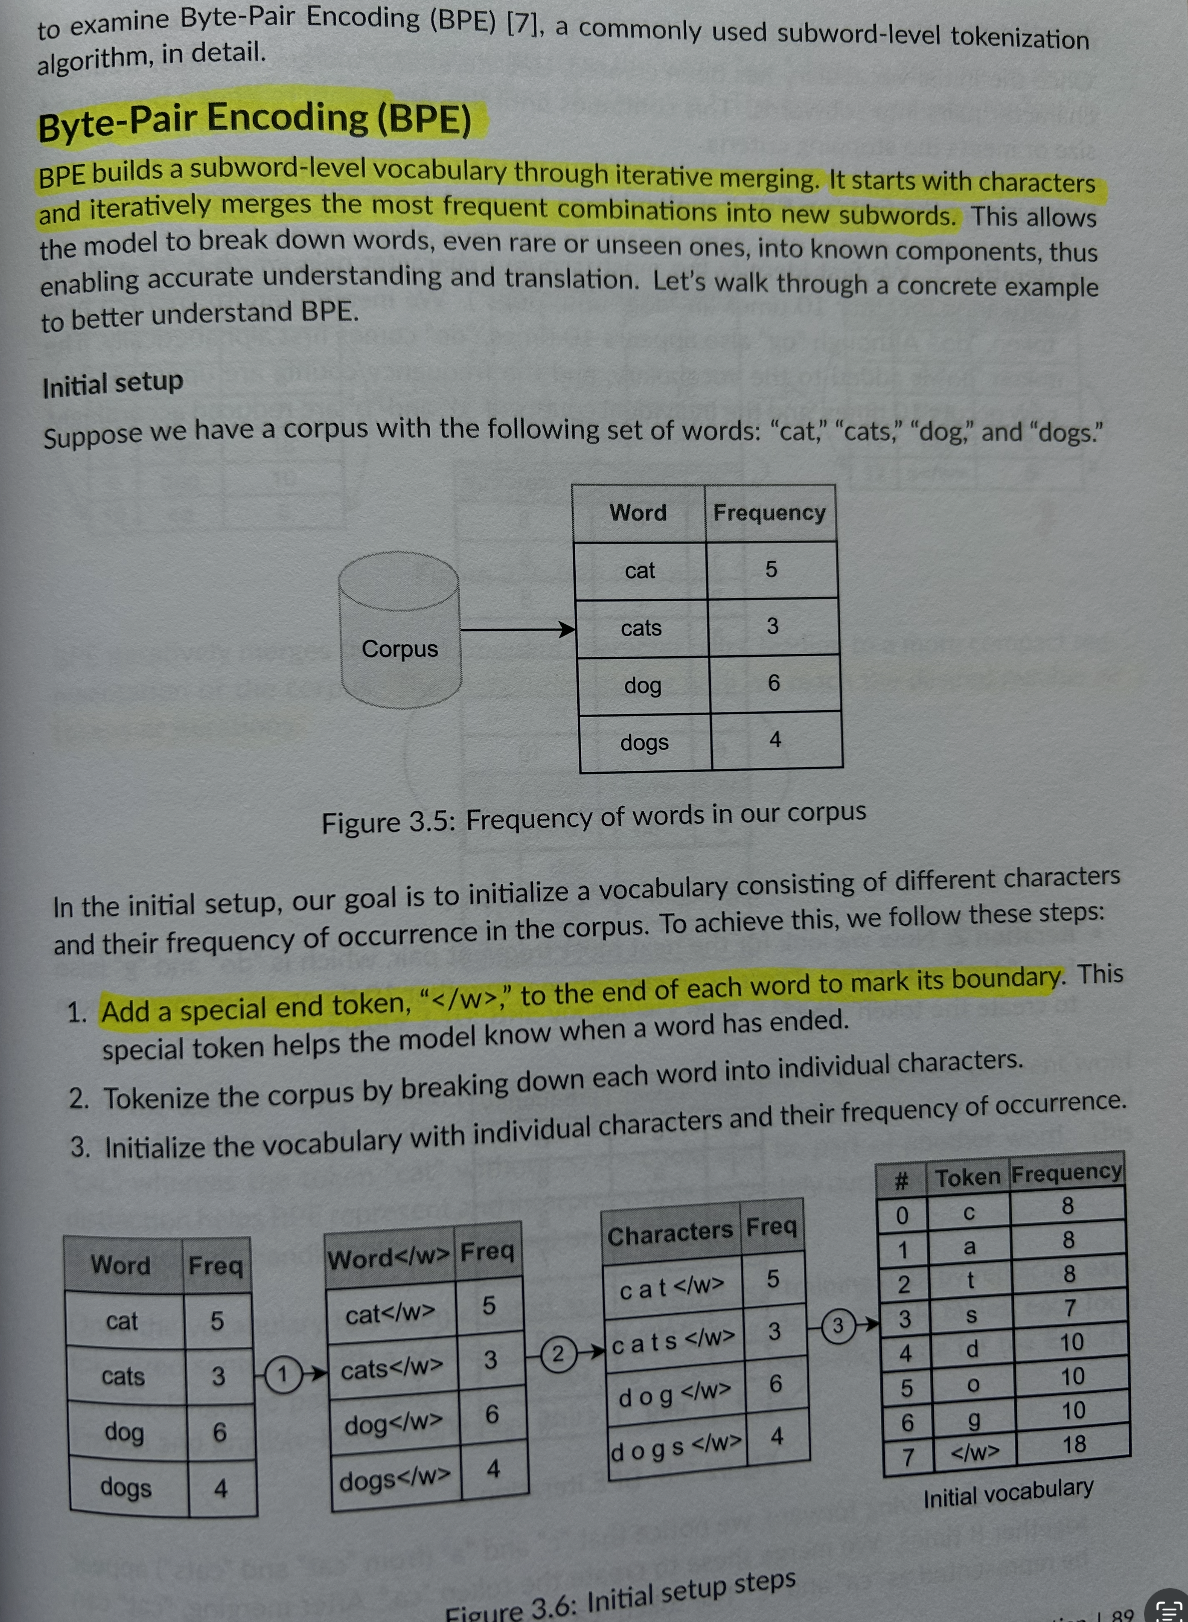 to examine Byte-Pair Encoding (BPE) [7], a commonly used subword-level tokenization
algorithm, in detail.
Byte-Pair Encoding (BPE)
BPE builds a subword-level vocabulary through iterative merging. It starts with characters
and iteratively merges the most frequent combinations into new subwords. This allows
the model to break down words, even rare or unseen ones, into known components, thus
enabling accurate understanding and translation. Let's walk through a concrete example
to better understand BPE.
Initial setup
Suppose we have a corpus with the following set of words: “cat,” “cats,” “dog,” and “dogs.”
Corpus
Word Frequency
cat 5
cats 3
dog 6
dogs 4
Figure 3.5: Frequency of words in our corpus
In the initial setup, our goal is to initialize a vocabulary consisting of different characters
and their frequency of occurrence in the corpus. To achieve this, we follow these steps:
1. Add a special end token, “</w>,” to the end of each word to mark its boundary. This
special token helps the model know when a word has ended.
2. Tokenize the corpus by breaking down each word into individual characters.
3. Initialize the vocabulary with individual characters and their frequency of occurrence.
Word Freq
cat 5
cats 3
dog 6
dogs 4
1
Word</w> Freq
cat</w> 5
cats</w> 3
dog</w> 6
dogs</w> 4
2
Characters Freq
c a t </w> 5
c a t s </w> 3
d o g </w> 6
d o g s </w> 4
3
# Token Frequency
0 c 8
1 a 8
2 t 8
3 s 7
4 d 10
5 o 10
6 g 10
7 </w> 18
Initial vocabulary
Figure 3.6: Initial setup steps
| 89